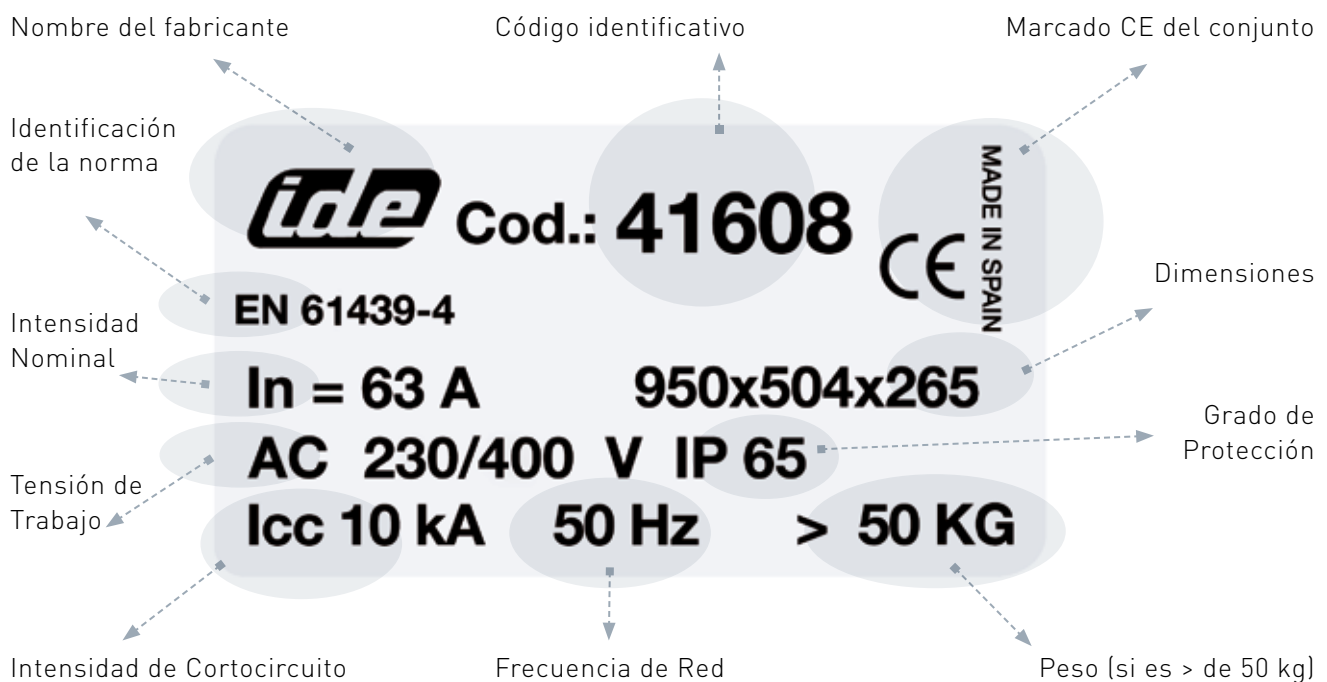 Nombre del fabricante
Código identificativo
Marcado CE del conjunto
Identificación
de la norma
ide
Cod.: 41608
CE
MADE IN SPAIN
EN 61439-4
Dimensiones
Intensidad
Nominal
In = 63 A
950x504x265
Grado de
Protección
AC 230/400 V IP 65
Tensión de
Trabajo
Icc 10 kA
50 Hz
> 50 KG
Intensidad de Cortocircuito
Frecuencia de Red
Peso (si es > de 50 kg)